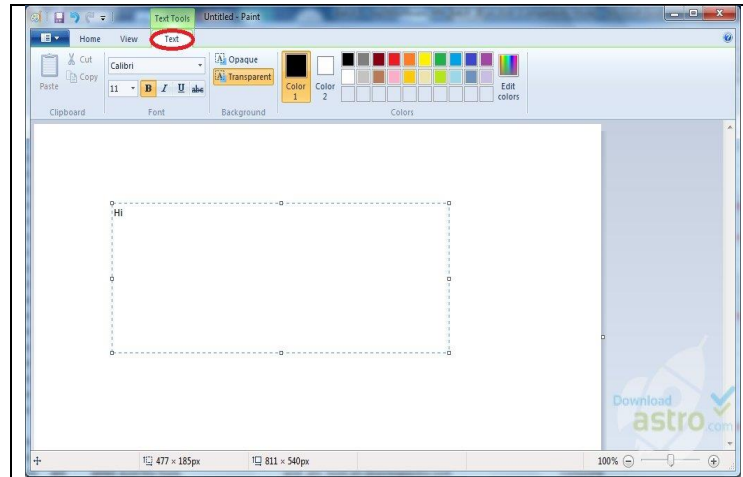 Text Tools Untitled - Paint
Home View Text
Paste Cut Calibri Opaque
Copy 11 B I U abc Transparent Color 1 Color 2 Edit colors
Clipboard Font Background Colors
Hi
Download
astro.com
477 × 185px 811 × 540px 100%